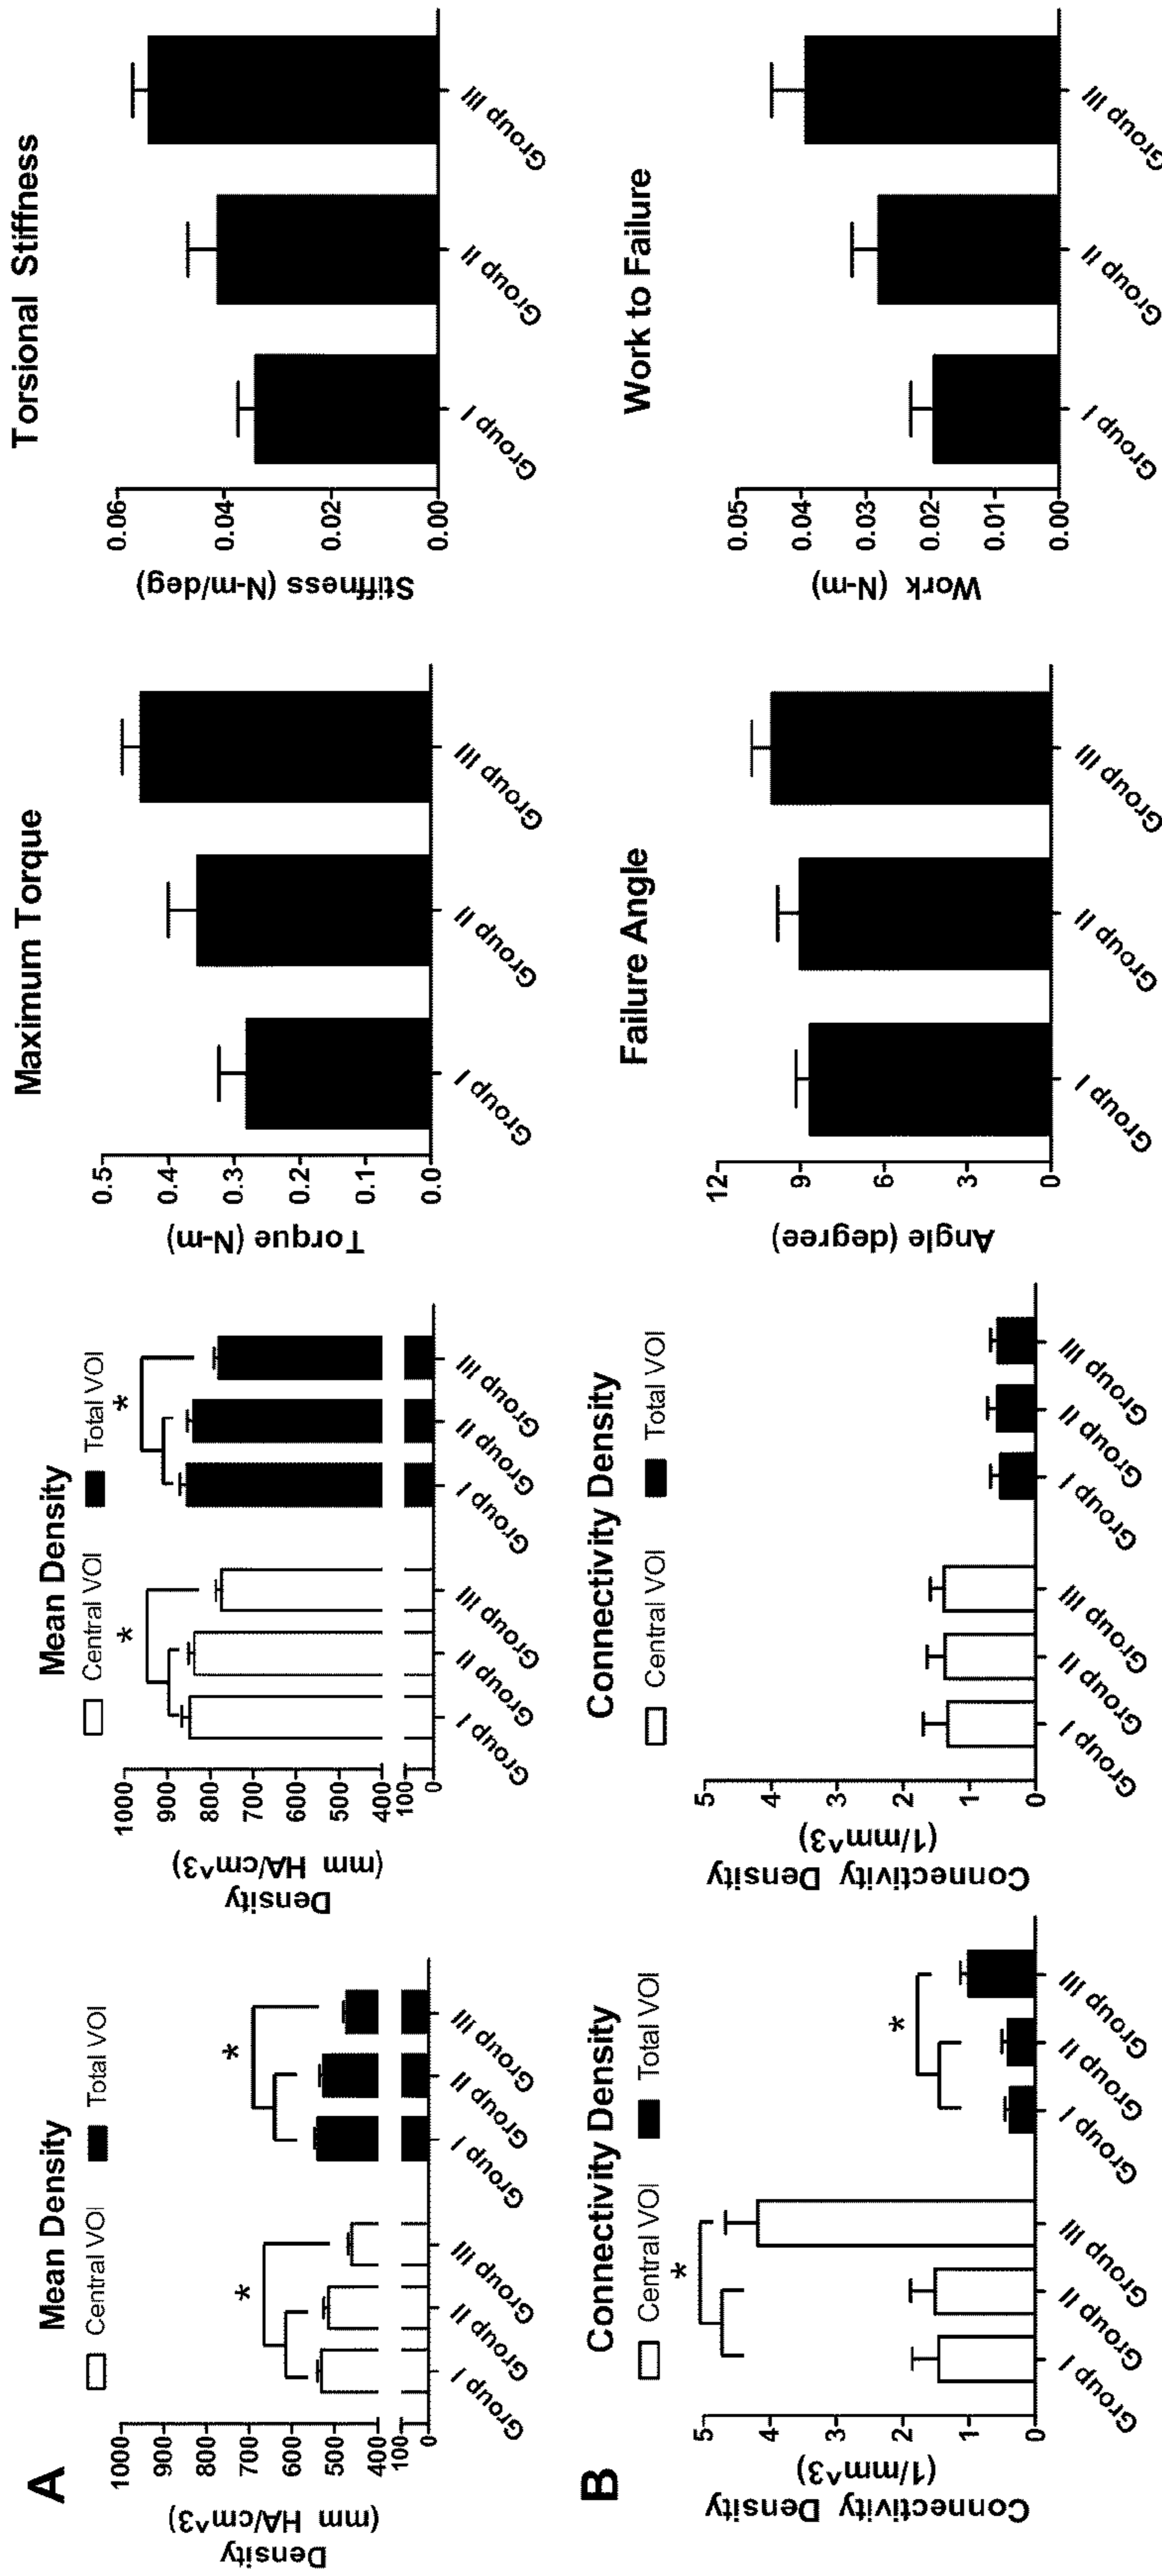 A
Mean Density
Central VOI Total VOI
Density
(mm HA/cm^3)
1000
900
800
700
600
500
400
100
0
Group I Group II Group III Group I Group II Group III
* *
Mean Density
Central VOI Total VOI
Density
(mm HA/cm^3)
1000
900
800
700
600
500
400
100
0
Group I Group II Group III Group I Group II Group III
* *
Maximum Torque
Torque (N-m)
0.5
0.4
0.3
0.2
0.1
0.0
Group I Group II Group III
Torsional Stiffness
Stiffness (N-m/deg)
0.06
0.04
0.02
0.00
Group I Group II Group III
B
Connectivity Density
Central VOI Total VOI
Connectivity Density
(1/mm^3)
5
4
3
2
1
0
Group I Group II Group III Group I Group II Group III
* *
Connectivity Density
Central VOI Total VOI
Connectivity Density
(1/mm^3)
5
4
3
2
1
0
Group I Group II Group III Group I Group II Group III
Failure Angle
Angle (degree)
12
9
6
3
0
Group I Group II Group III
Work to Failure
Work (N-m)
0.05
0.04
0.03
0.02
0.01
0.00
Group I Group II Group III